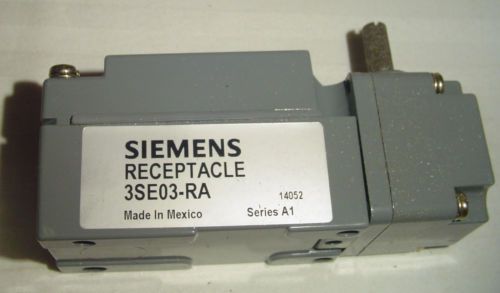 SIEMENS
RECEPTACLE
3SE03-RA 14052
Made In Mexico Series A1